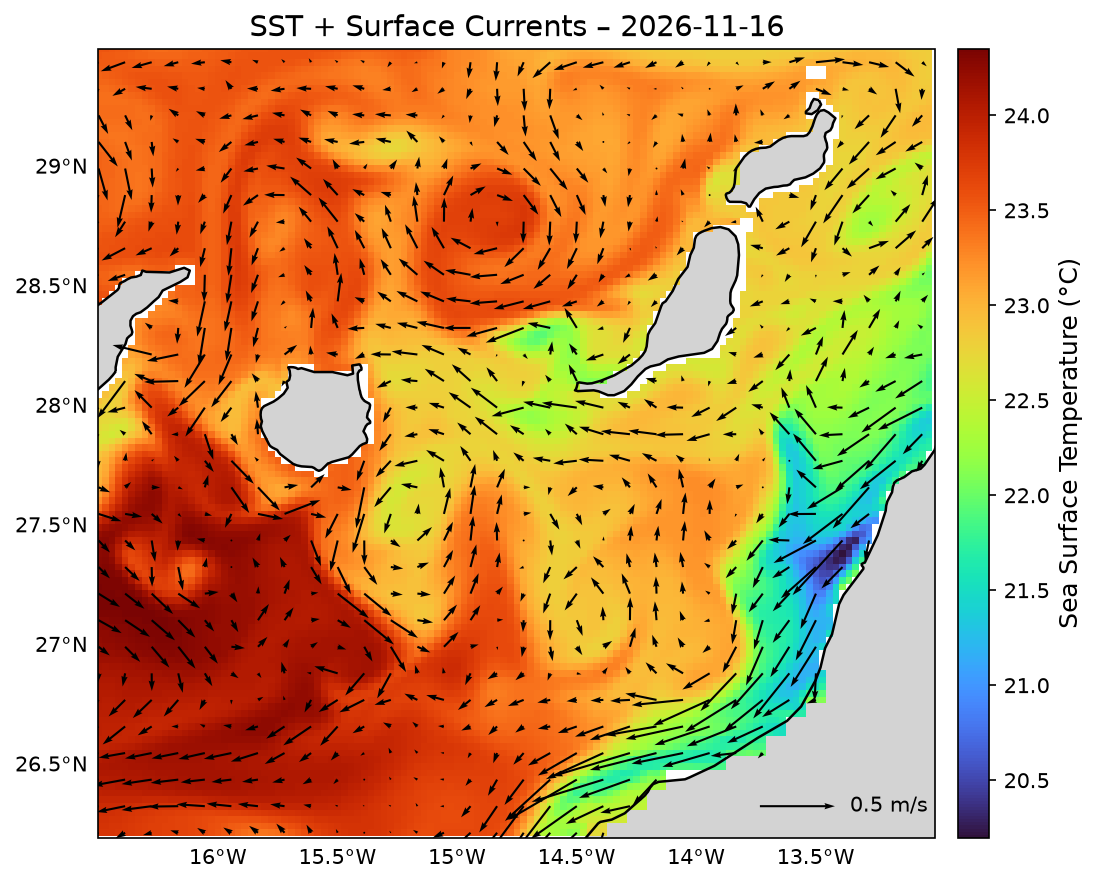 SST + Surface Currents – 2026-11-16
29°N
28.5°N
28°N
27.5°N
27°N
26.5°N
16°W
15.5°W
15°W
14.5°W
14°W
13.5°W
0.5 m/s
24.0
23.5
23.0
22.5
22.0
21.5
21.0
20.5
Sea Surface Temperature (°C)